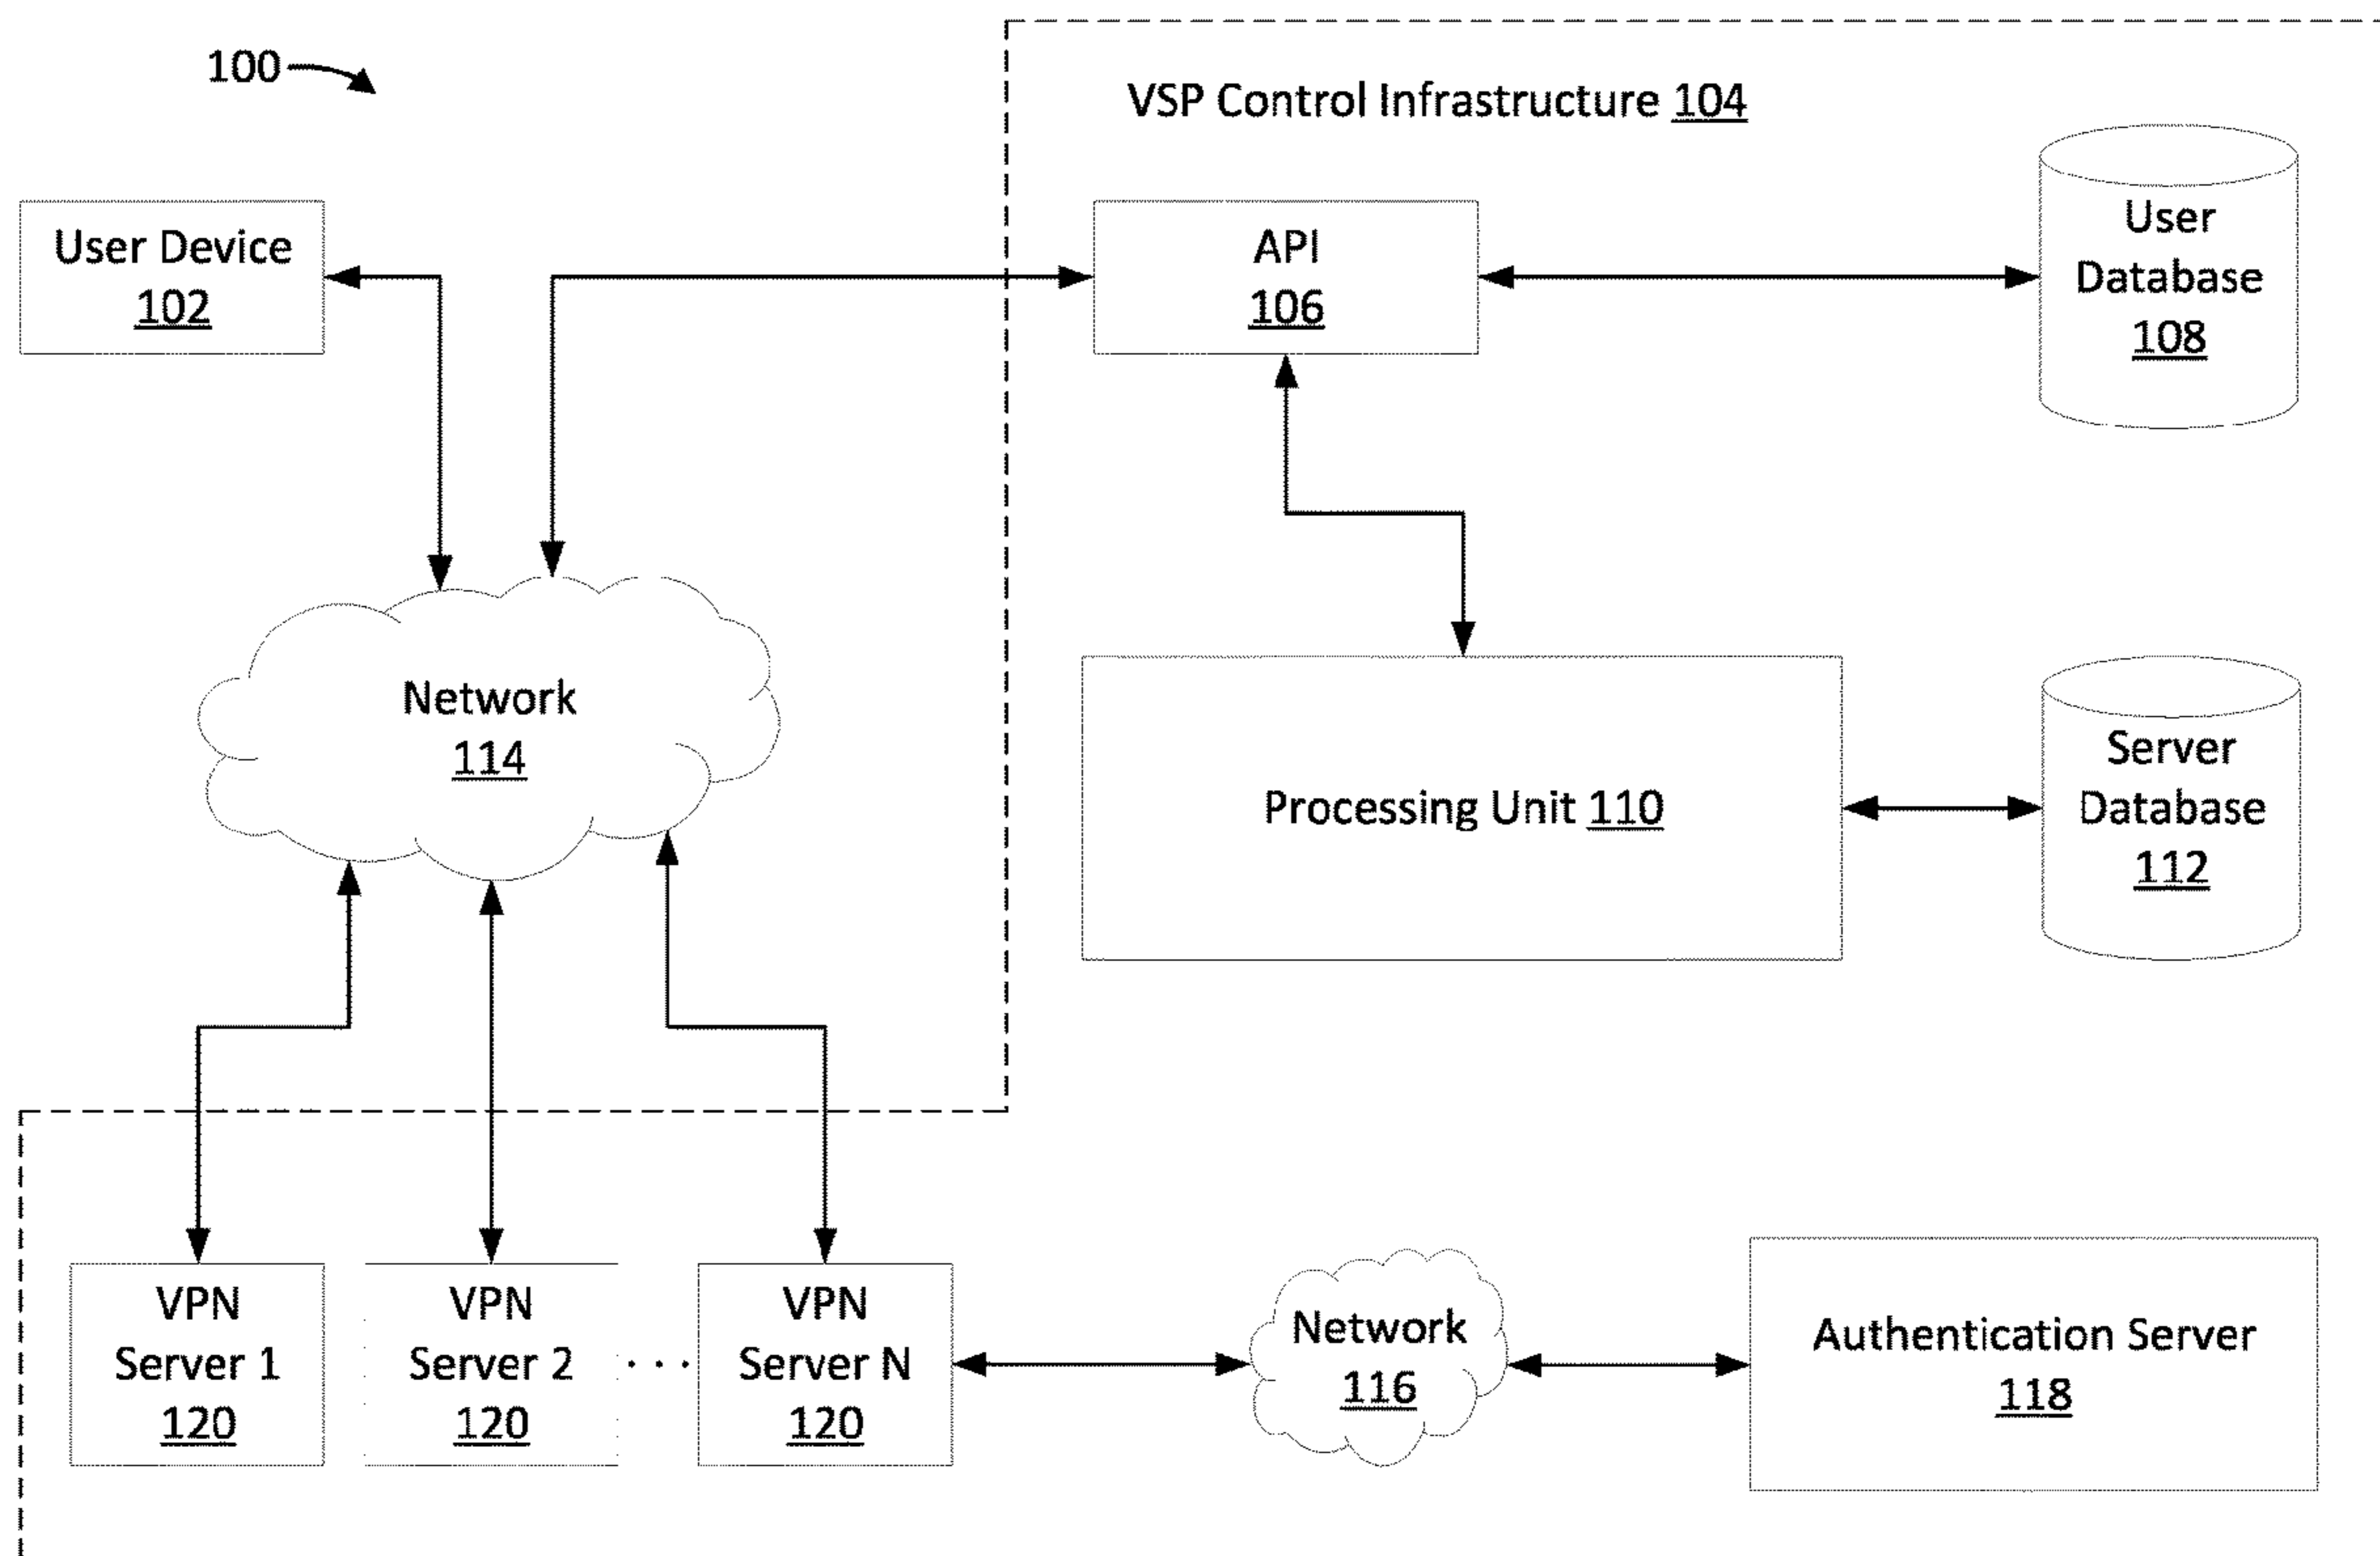 100
VSP Control Infrastructure 104
User Device
102
API
106
User
Database
108
Network
114
Processing Unit 110
Server
Database
112
VPN
Server 1
120
VPN
Server 2
120
. . .
VPN
Server N
120
Network
116
Authentication Server
118